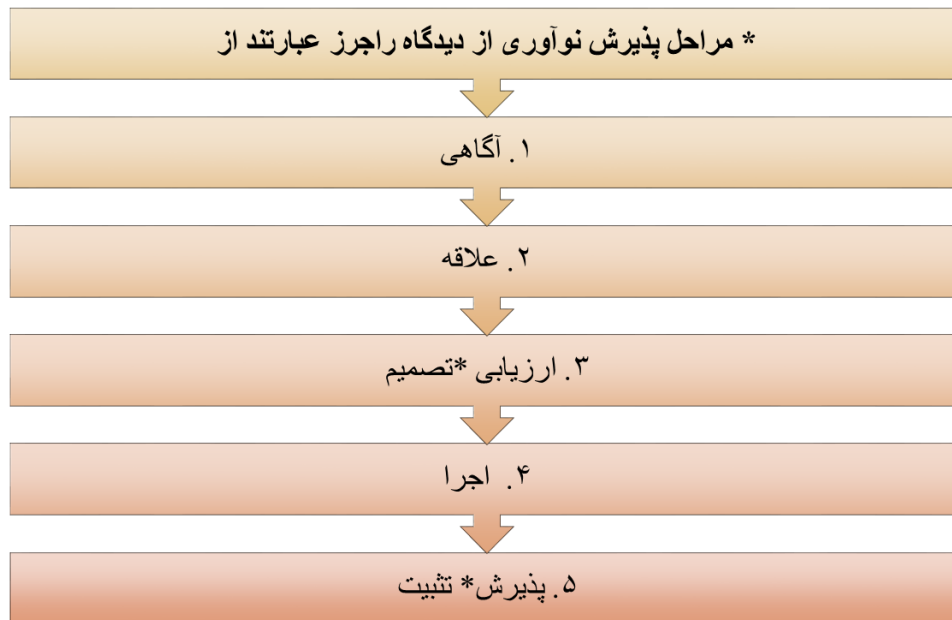 * مراحل پذیرش نوآوری از دیدگاه راجرز عبارتند از
۱. آگاهی
۲. علاقه
۳. ارزیابی *تصمیم
۴. اجرا
۵. پذیرش* تثبیت